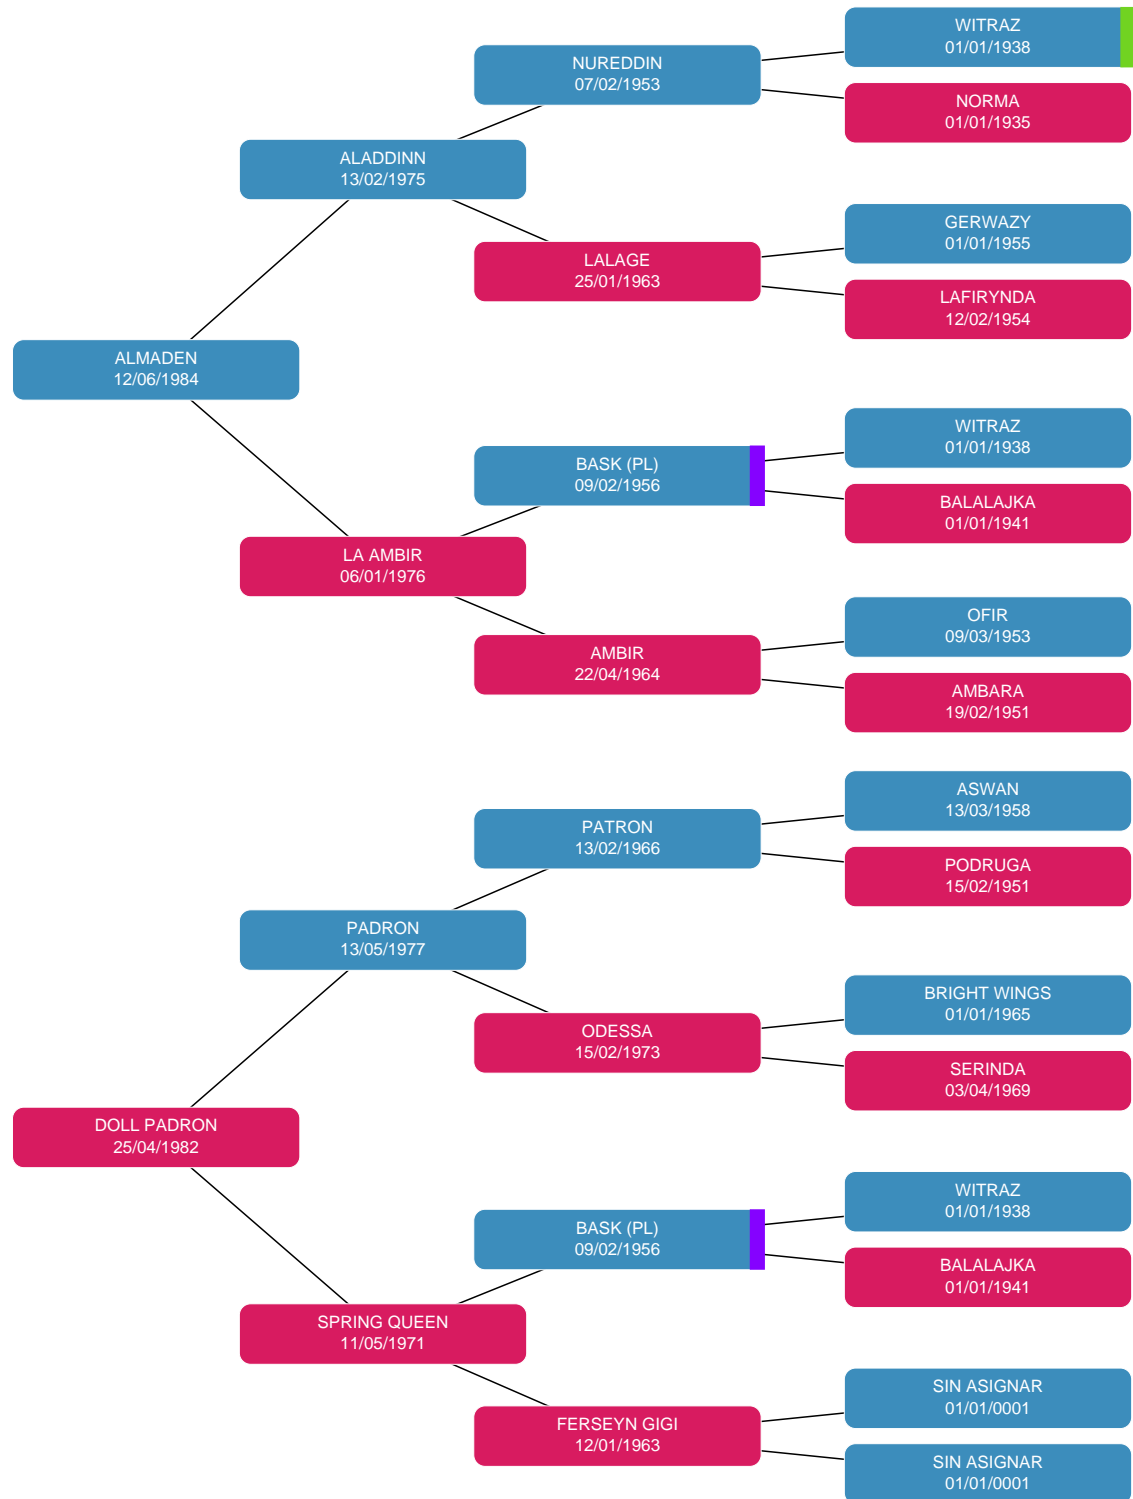 WITRAZ
01/01/1938
NUREDDIN
07/02/1953
NORMA
01/01/1935
ALADDINN
13/02/1975
GERWAZY
01/01/1955
LALAGE
25/01/1963
LAFIRYNDA
12/02/1954
ALMADEN
12/06/1984
WITRAZ
01/01/1938
BASK (PL)
09/02/1956
BALALAJKA
01/01/1941
LA AMBIR
06/01/1976
OFIR
09/03/1953
AMBIR
22/04/1964
AMBARA
19/02/1951
ASWAN
13/03/1958
PATRON
13/02/1966
PODRUGA
15/02/1951
PADRON
13/05/1977
BRIGHT WINGS
01/01/1965
ODESSA
15/02/1973
SERINDA
03/04/1969
DOLL PADRON
25/04/1982
WITRAZ
01/01/1938
BASK (PL)
09/02/1956
BALALAJKA
01/01/1941
SPRING QUEEN
11/05/1971
SIN ASIGNAR
01/01/0001
FERSEYN GIGI
12/01/1963
SIN ASIGNAR
01/01/0001